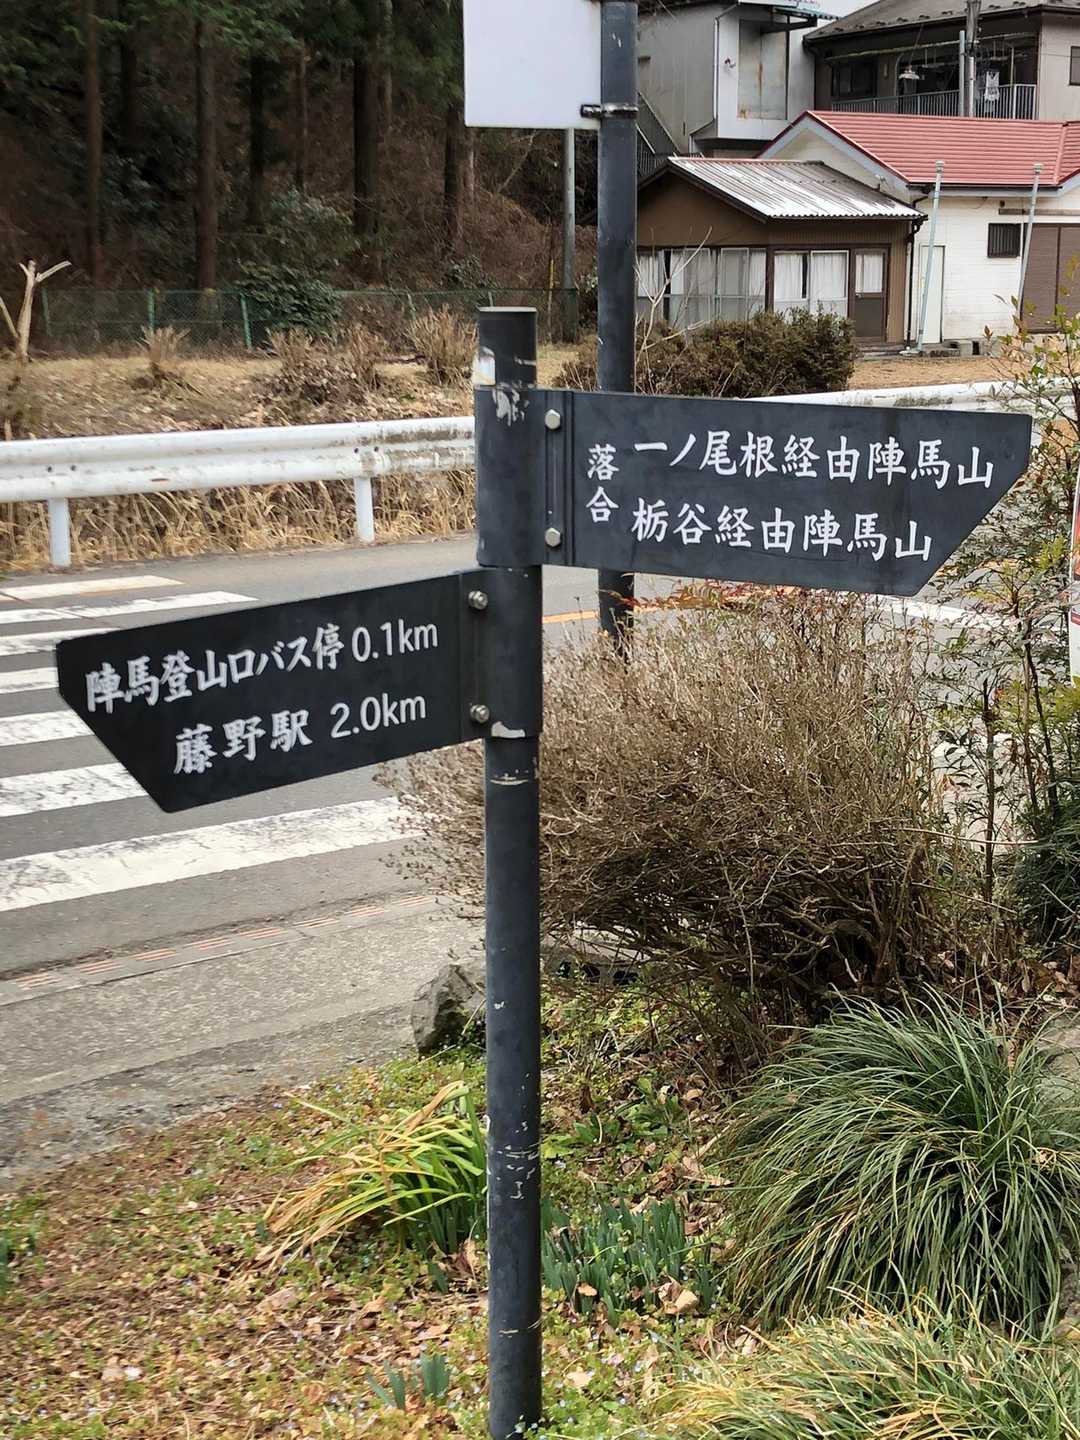 落合
一ノ尾根経由陣馬山
栃谷経由陣馬山
陣馬登山口バス停 0.1km
藤野駅 2.0km